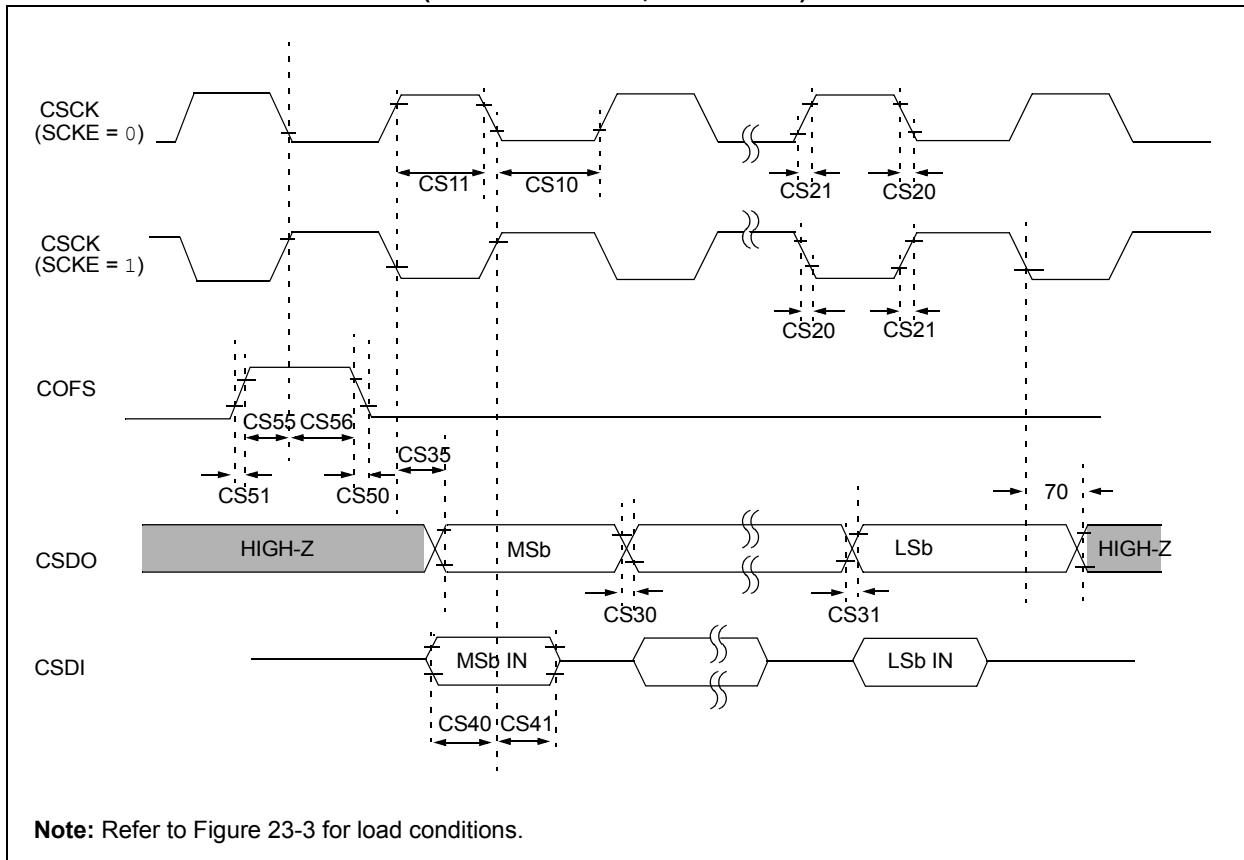 CSCK
(SCKE = 0)
CS11
CS10
CS21
CS20
CSCK
(SCKE = 1)
CS20
CS21
COFS
CS55
CS56
CS35
CS51
CS50
70
CSDO
HIGH-Z
MSb
LSb
HIGH-Z
CS30
CS31
CSDI
MSb IN
LSb IN
CS40
CS41
Note: Refer to Figure 23-3 for load conditions.